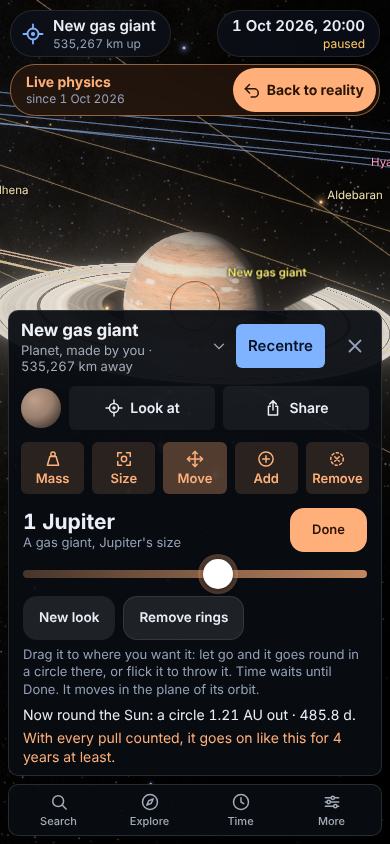 New gas giant
535,267 km up
1 Oct 2026, 20:00
paused
Live physics
since 1 Oct 2026
Back to reality
Hya
lhena
Aldebaran
New gas giant
New gas giant
Planet, made by you ·
535,267 km away
Recentre
Look at
Share
Mass
Size
Move
Add
Remove
1 Jupiter
A gas giant, Jupiter's size
Done
New look
Remove rings
Drag it to where you want it: let go and it goes round in
a circle there, or flick it to throw it. Time waits until
Done. It moves in the plane of its orbit.
Now round the Sun: a circle 1.21 AU out · 485.8 d.
With every pull counted, it goes on like this for 4
years at least.
Search
Explore
Time
More